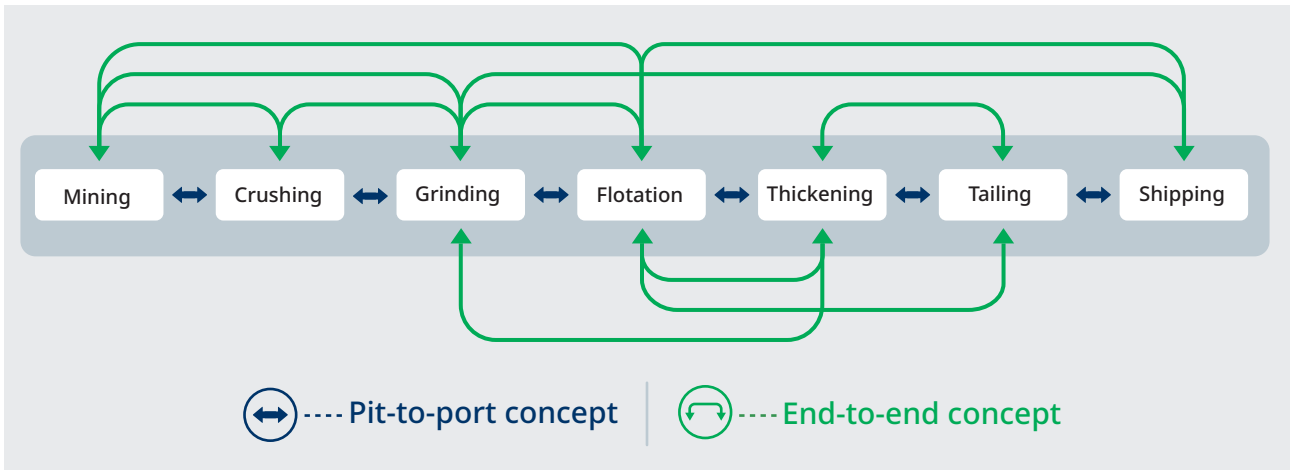 Mining
Crushing
Grinding
Flotation
Thickening
Tailing
Shipping
Pit-to-port concept
End-to-end concept